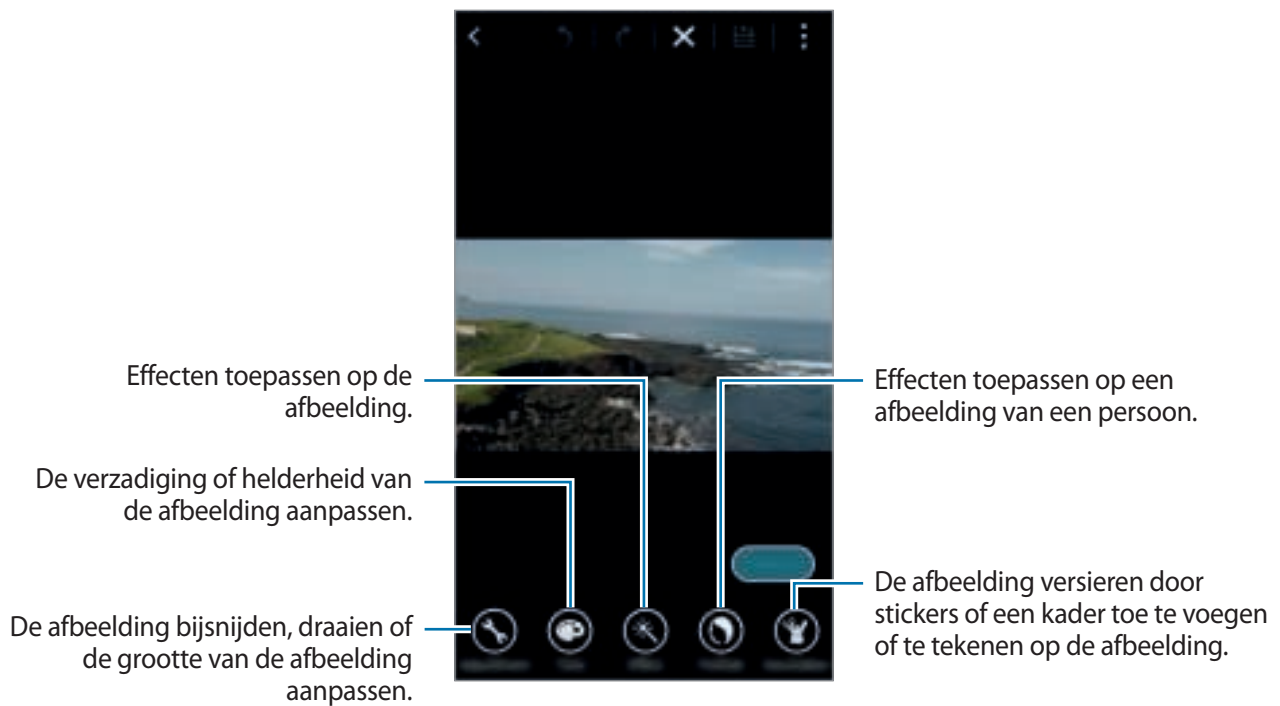 Effecten toepassen op de
afbeelding.
De verzadiging of helderheid van
de afbeelding aanpassen.
De afbeelding bijsnijden, draaien of
de grootte van de afbeelding
aanpassen.
Effecten toepassen op een
afbeelding van een persoon.
De afbeelding versieren door
stickers of een kader toe te voegen
of te tekenen op de afbeelding.